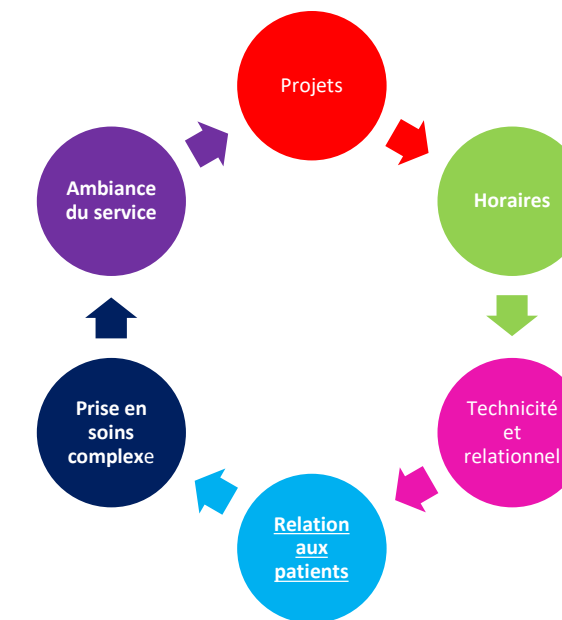 Projets
Horaires
Technicité
et
relationnel
Relation
aux
patients
Prise en
soins
complexe
Ambiance
du service